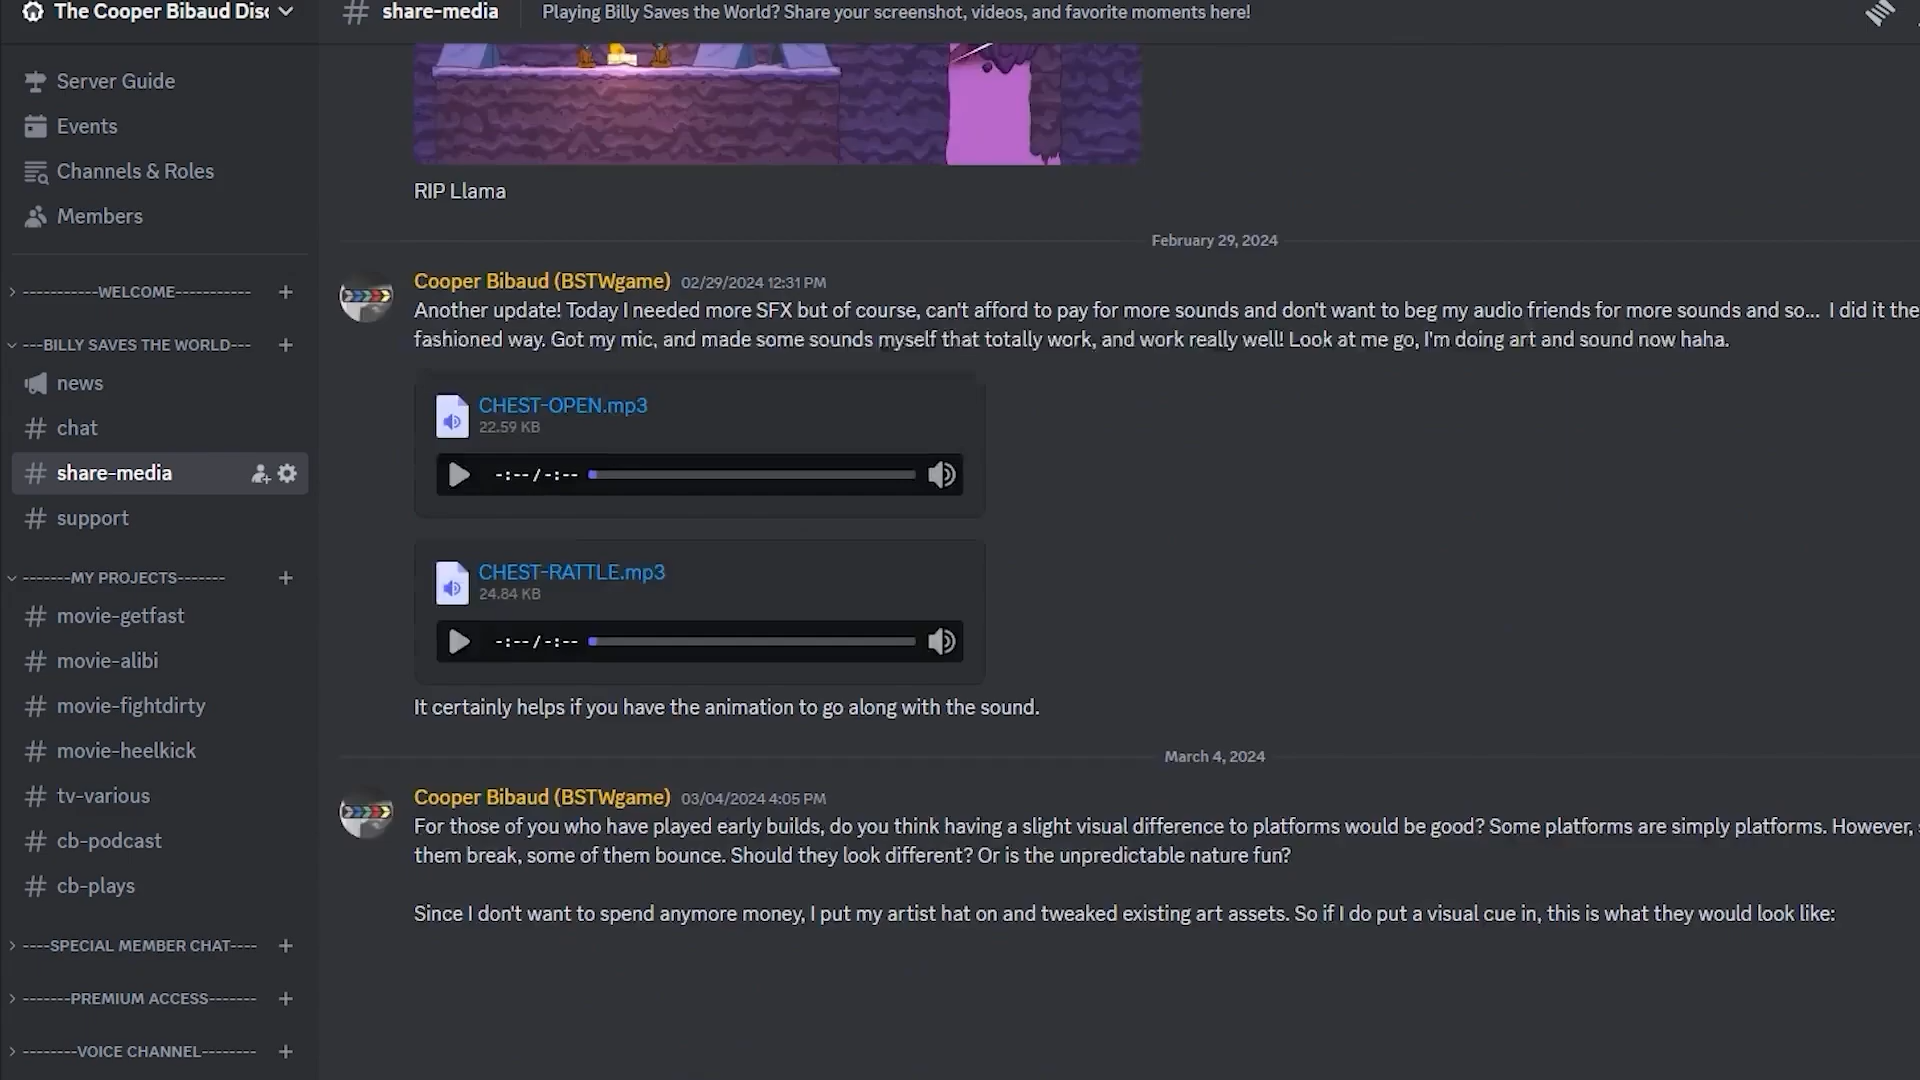 The Cooper Bibaud Disc
# share-media
Playing Billy Saves the World? Share your screenshot, videos, and favorite moments here!
Server Guide
Events
Channels & Roles
Members
-----------WELCOME-----------
---BILLY SAVES THE WORLD---
news
# chat
# share-media
# support
-------MY PROJECTS-------
# movie-getfast
# movie-alibi
# movie-fightdirty
# movie-heelkick
# tv-various
# cb-podcast
# cb-plays
----SPECIAL MEMBER CHAT----
-------PREMIUM ACCESS-------
--------VOICE CHANNEL--------
RIP Llama
February 29, 2024
Cooper Bibaud (BSTWgame) 02/29/2024 12:31 PM
Another update! Today I needed more SFX but of course, can't afford to pay for more sounds and don't want to beg my audio friends for more sounds and so... I did it the
fashioned way. Got my mic, and made some sounds myself that totally work, and work really well! Look at me go, I'm doing art and sound now haha.
CHEST-OPEN.mp3
22.59 KB
-:-- / -:--
CHEST-RATTLE.mp3
24.84 KB
-:-- / -:--
It certainly helps if you have the animation to go along with the sound.
March 4, 2024
Cooper Bibaud (BSTWgame) 03/04/2024 4:05 PM
For those of you who have played early builds, do you think having a slight visual difference to platforms would be good? Some platforms are simply platforms. However,
them break, some of them bounce. Should they look different? Or is the unpredictable nature fun?
Since I don't want to spend anymore money, I put my artist hat on and tweaked existing art assets. So if I do put a visual cue in, this is what they would look like: